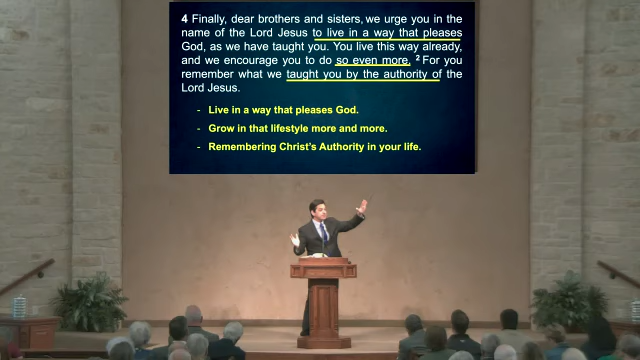 4 Finally, dear brothers and sisters, we urge you in the
name of the Lord Jesus to live in a way that pleases
God, as we have taught you. You live this way already,
and we encourage you to do so even more. 2 For you
remember what we taught you by the authority of the
Lord Jesus.
- Live in a way that pleases God.
- Grow in that lifestyle more and more.
- Remembering Christ's Authority in your life.